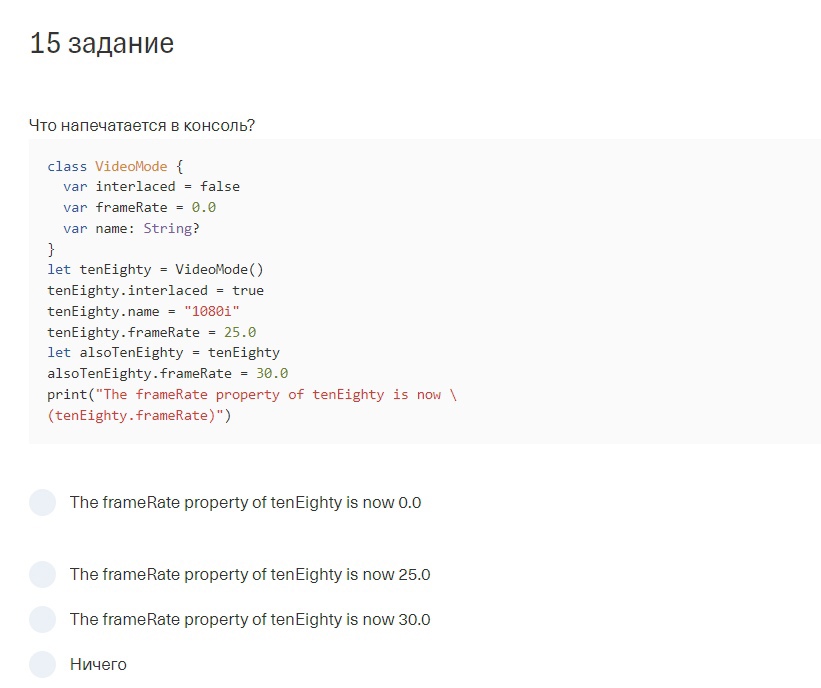 15 задание
Что напечатается в консоль?
class VideoMode {
  var interlaced = false
  var frameRate = 0.0
  var name: String?
}
let tenEighty = VideoMode()
tenEighty.interlaced = true
tenEighty.name = "1080i"
tenEighty.frameRate = 25.0
let alsoTenEighty = tenEighty
alsoTenEighty.frameRate = 30.0
print("The frameRate property of tenEighty is now \
(tenEighty.frameRate)")
The frameRate property of tenEighty is now 0.0
The frameRate property of tenEighty is now 25.0
The frameRate property of tenEighty is now 30.0
Ничего